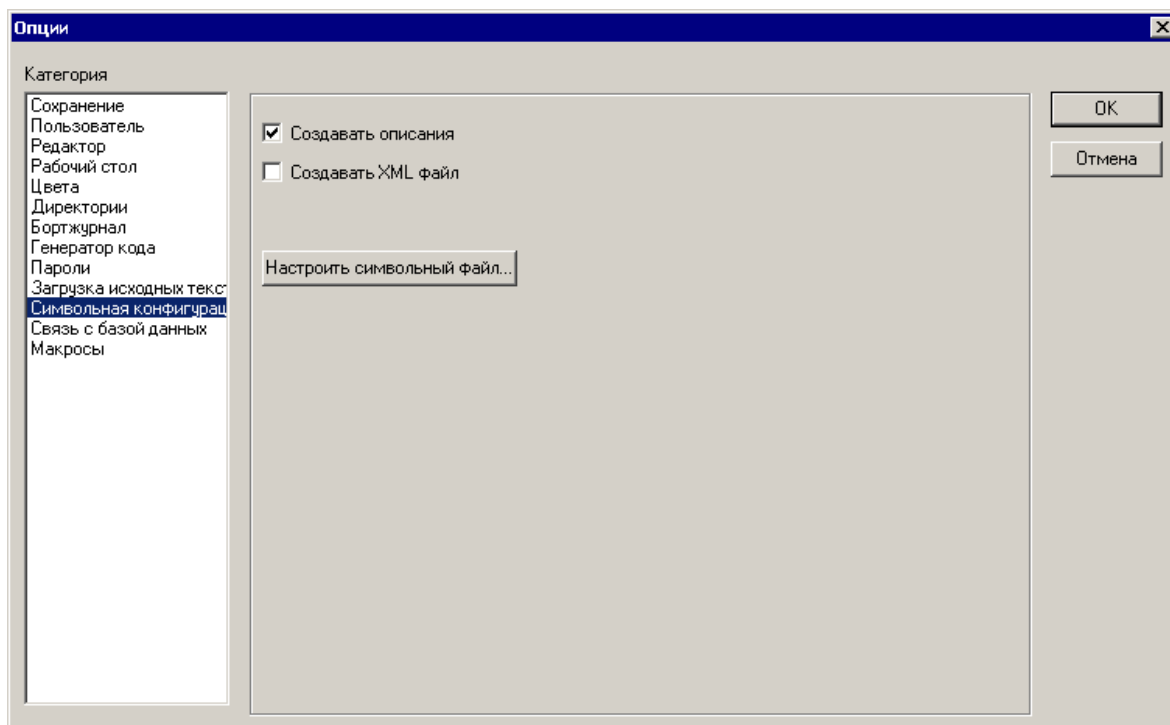 Опции
Категория
Сохранение
Пользователь
Редактор
Рабочий стол
Цвета
Директории
Бортжурнал
Генератор кода
Пароли
Загрузка исходных текс
Символьная конфигурац
Связь с базой данных
Макросы
Создавать описания
Создавать XML файл
Настроить символьный файл...
OK
Отмена